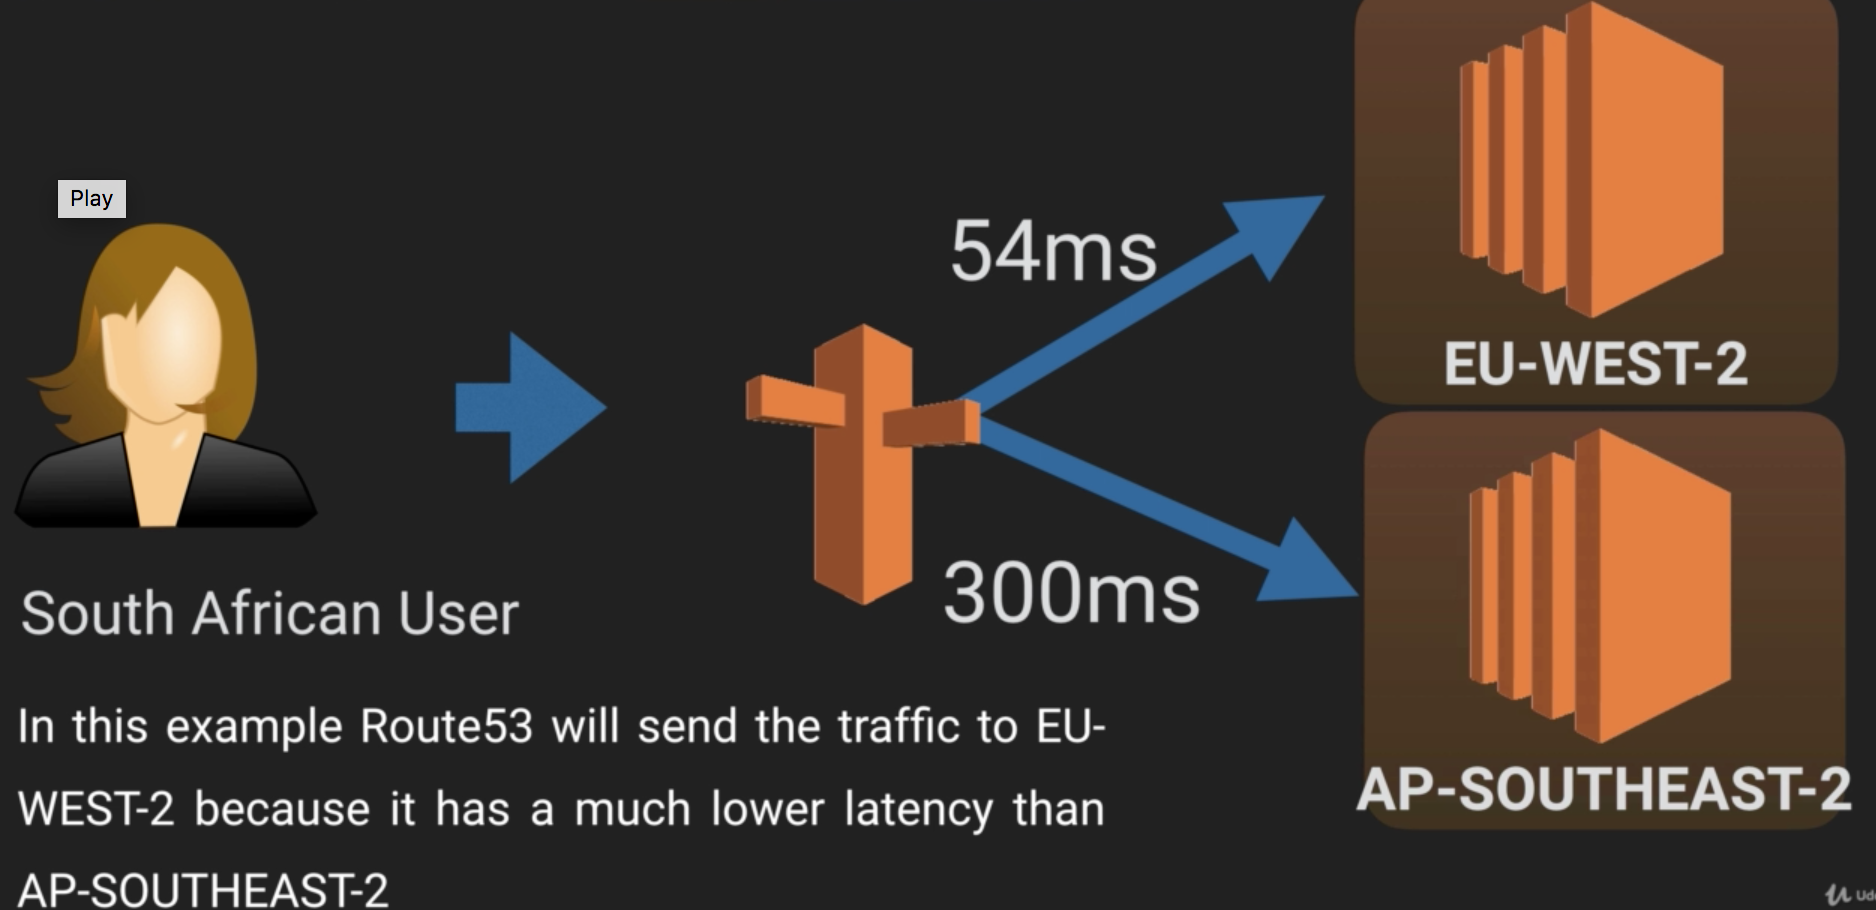 Play
54ms
EU-WEST-2
300ms
AP-SOUTHEAST-2
South African User
In this example Route53 will send the traffic to EU-
WEST-2 because it has a much lower latency than
AP-SOUTHEAST-2